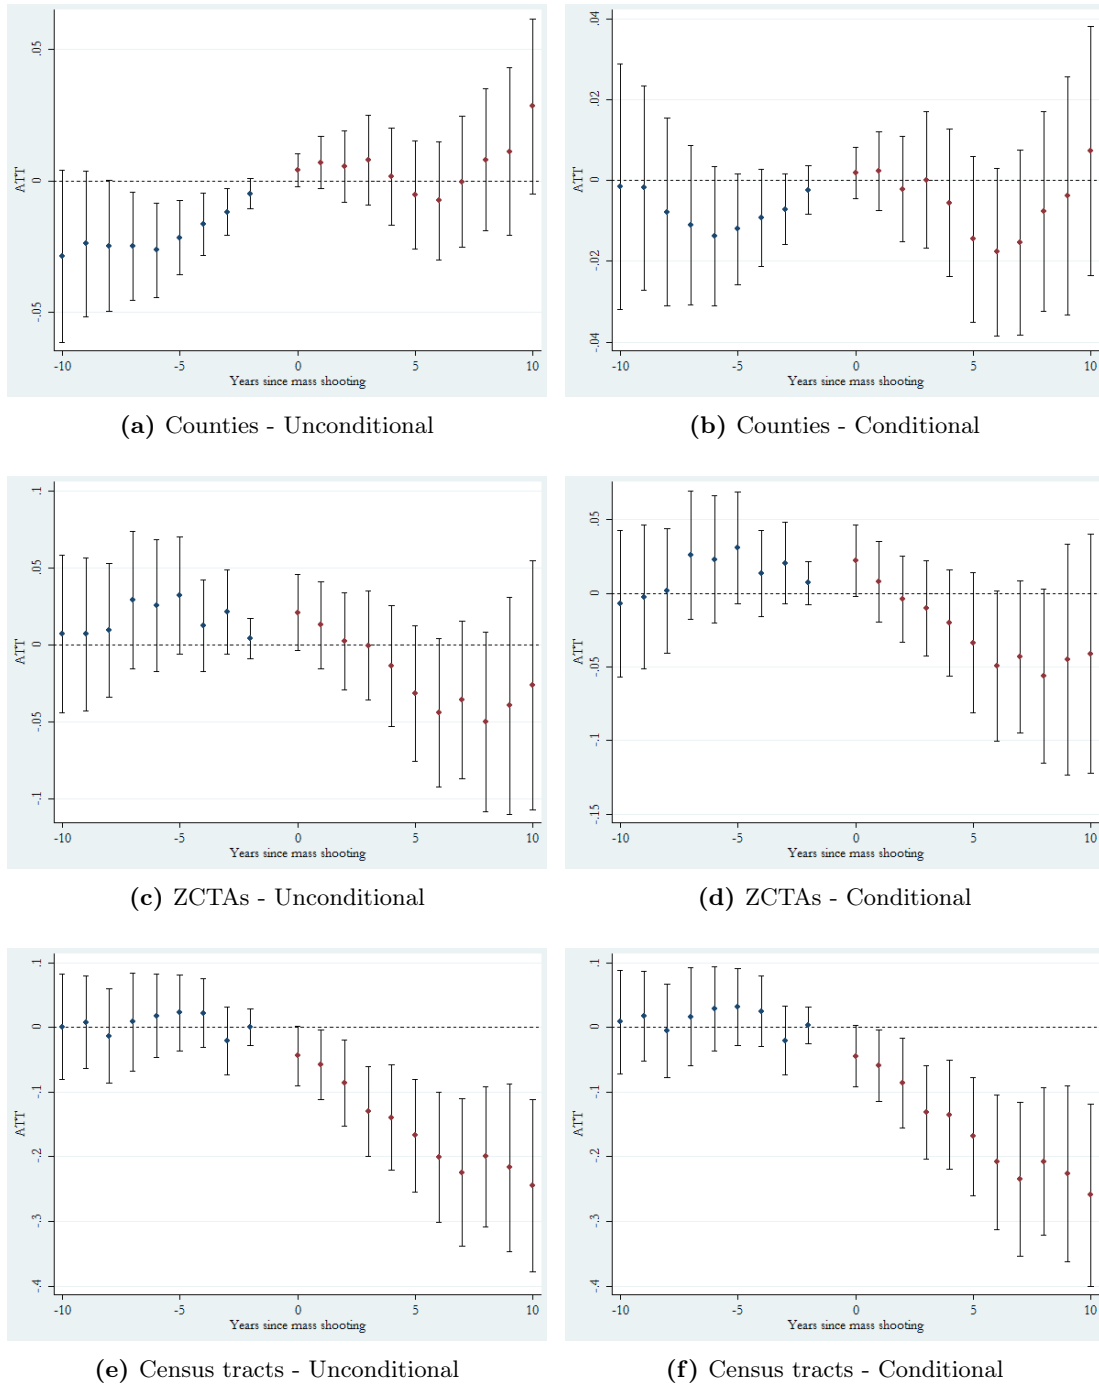 .05
0
-.05
ATT
-10 -5 0 5 10
Years since mass shooting
(a) Counties - Unconditional
.04
.02
0
-.02
-.04
ATT
-10 -5 0 5 10
Years since mass shooting
(b) Counties - Conditional
.1
.05
0
-.05
-.1
ATT
-10 -5 0 5 10
Years since mass shooting
(c) ZCTAs - Unconditional
.05
0
-.05
-.1
-.15
ATT
-10 -5 0 5 10
Years since mass shooting
(d) ZCTAs - Conditional
.1
0
-.1
-.2
-.3
-.4
ATT
-10 -5 0 5 10
Years since mass shooting
(e) Census tracts - Unconditional
.1
0
-.1
-.2
-.3
-.4
ATT
-10 -5 0 5 10
Years since mass shooting
(f) Census tracts - Conditional